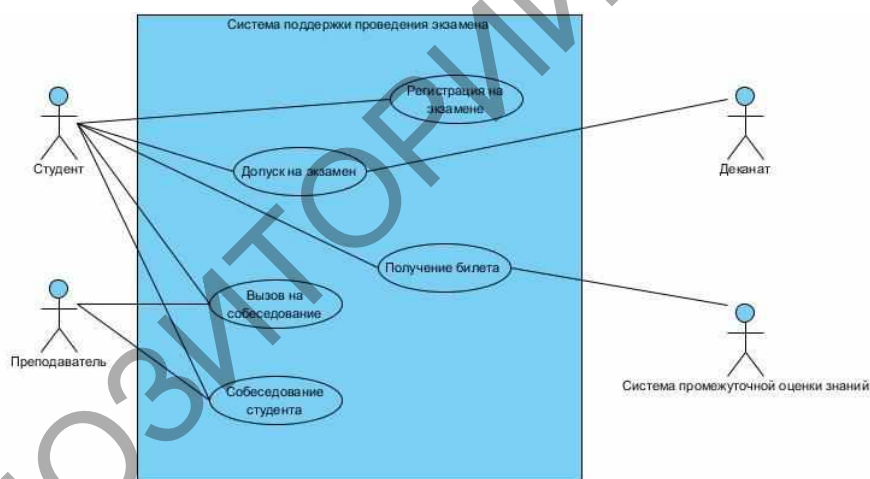 Система поддержки проведения экзамена
Регистрация на
экзамене
Студент
Допуск на экзамен
Деканат
Получение билета
Вызов на
собеседование
Преподаватель
Система промежуточной оценки знаний
Собеседование
студента